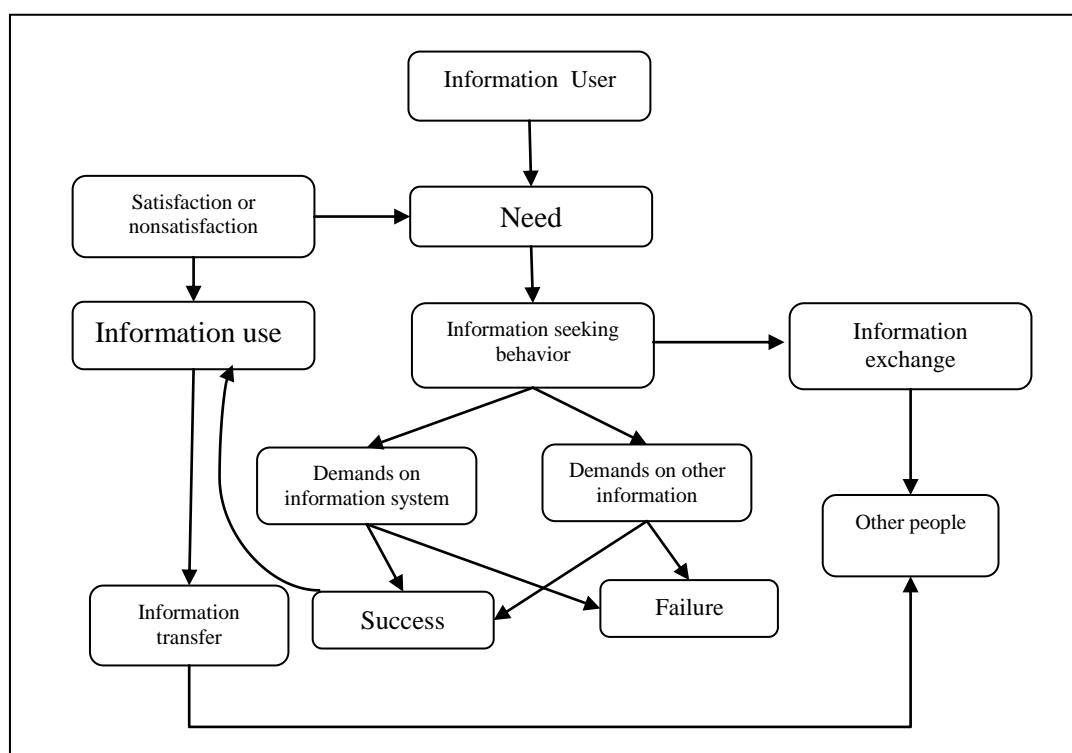 Information User
Satisfaction or
nonsatisfaction
Need
Information use
Information seeking
behavior
Information
exchange
Demands on
information system
Demands on other
information
Other people
Information
transfer
Success
Failure